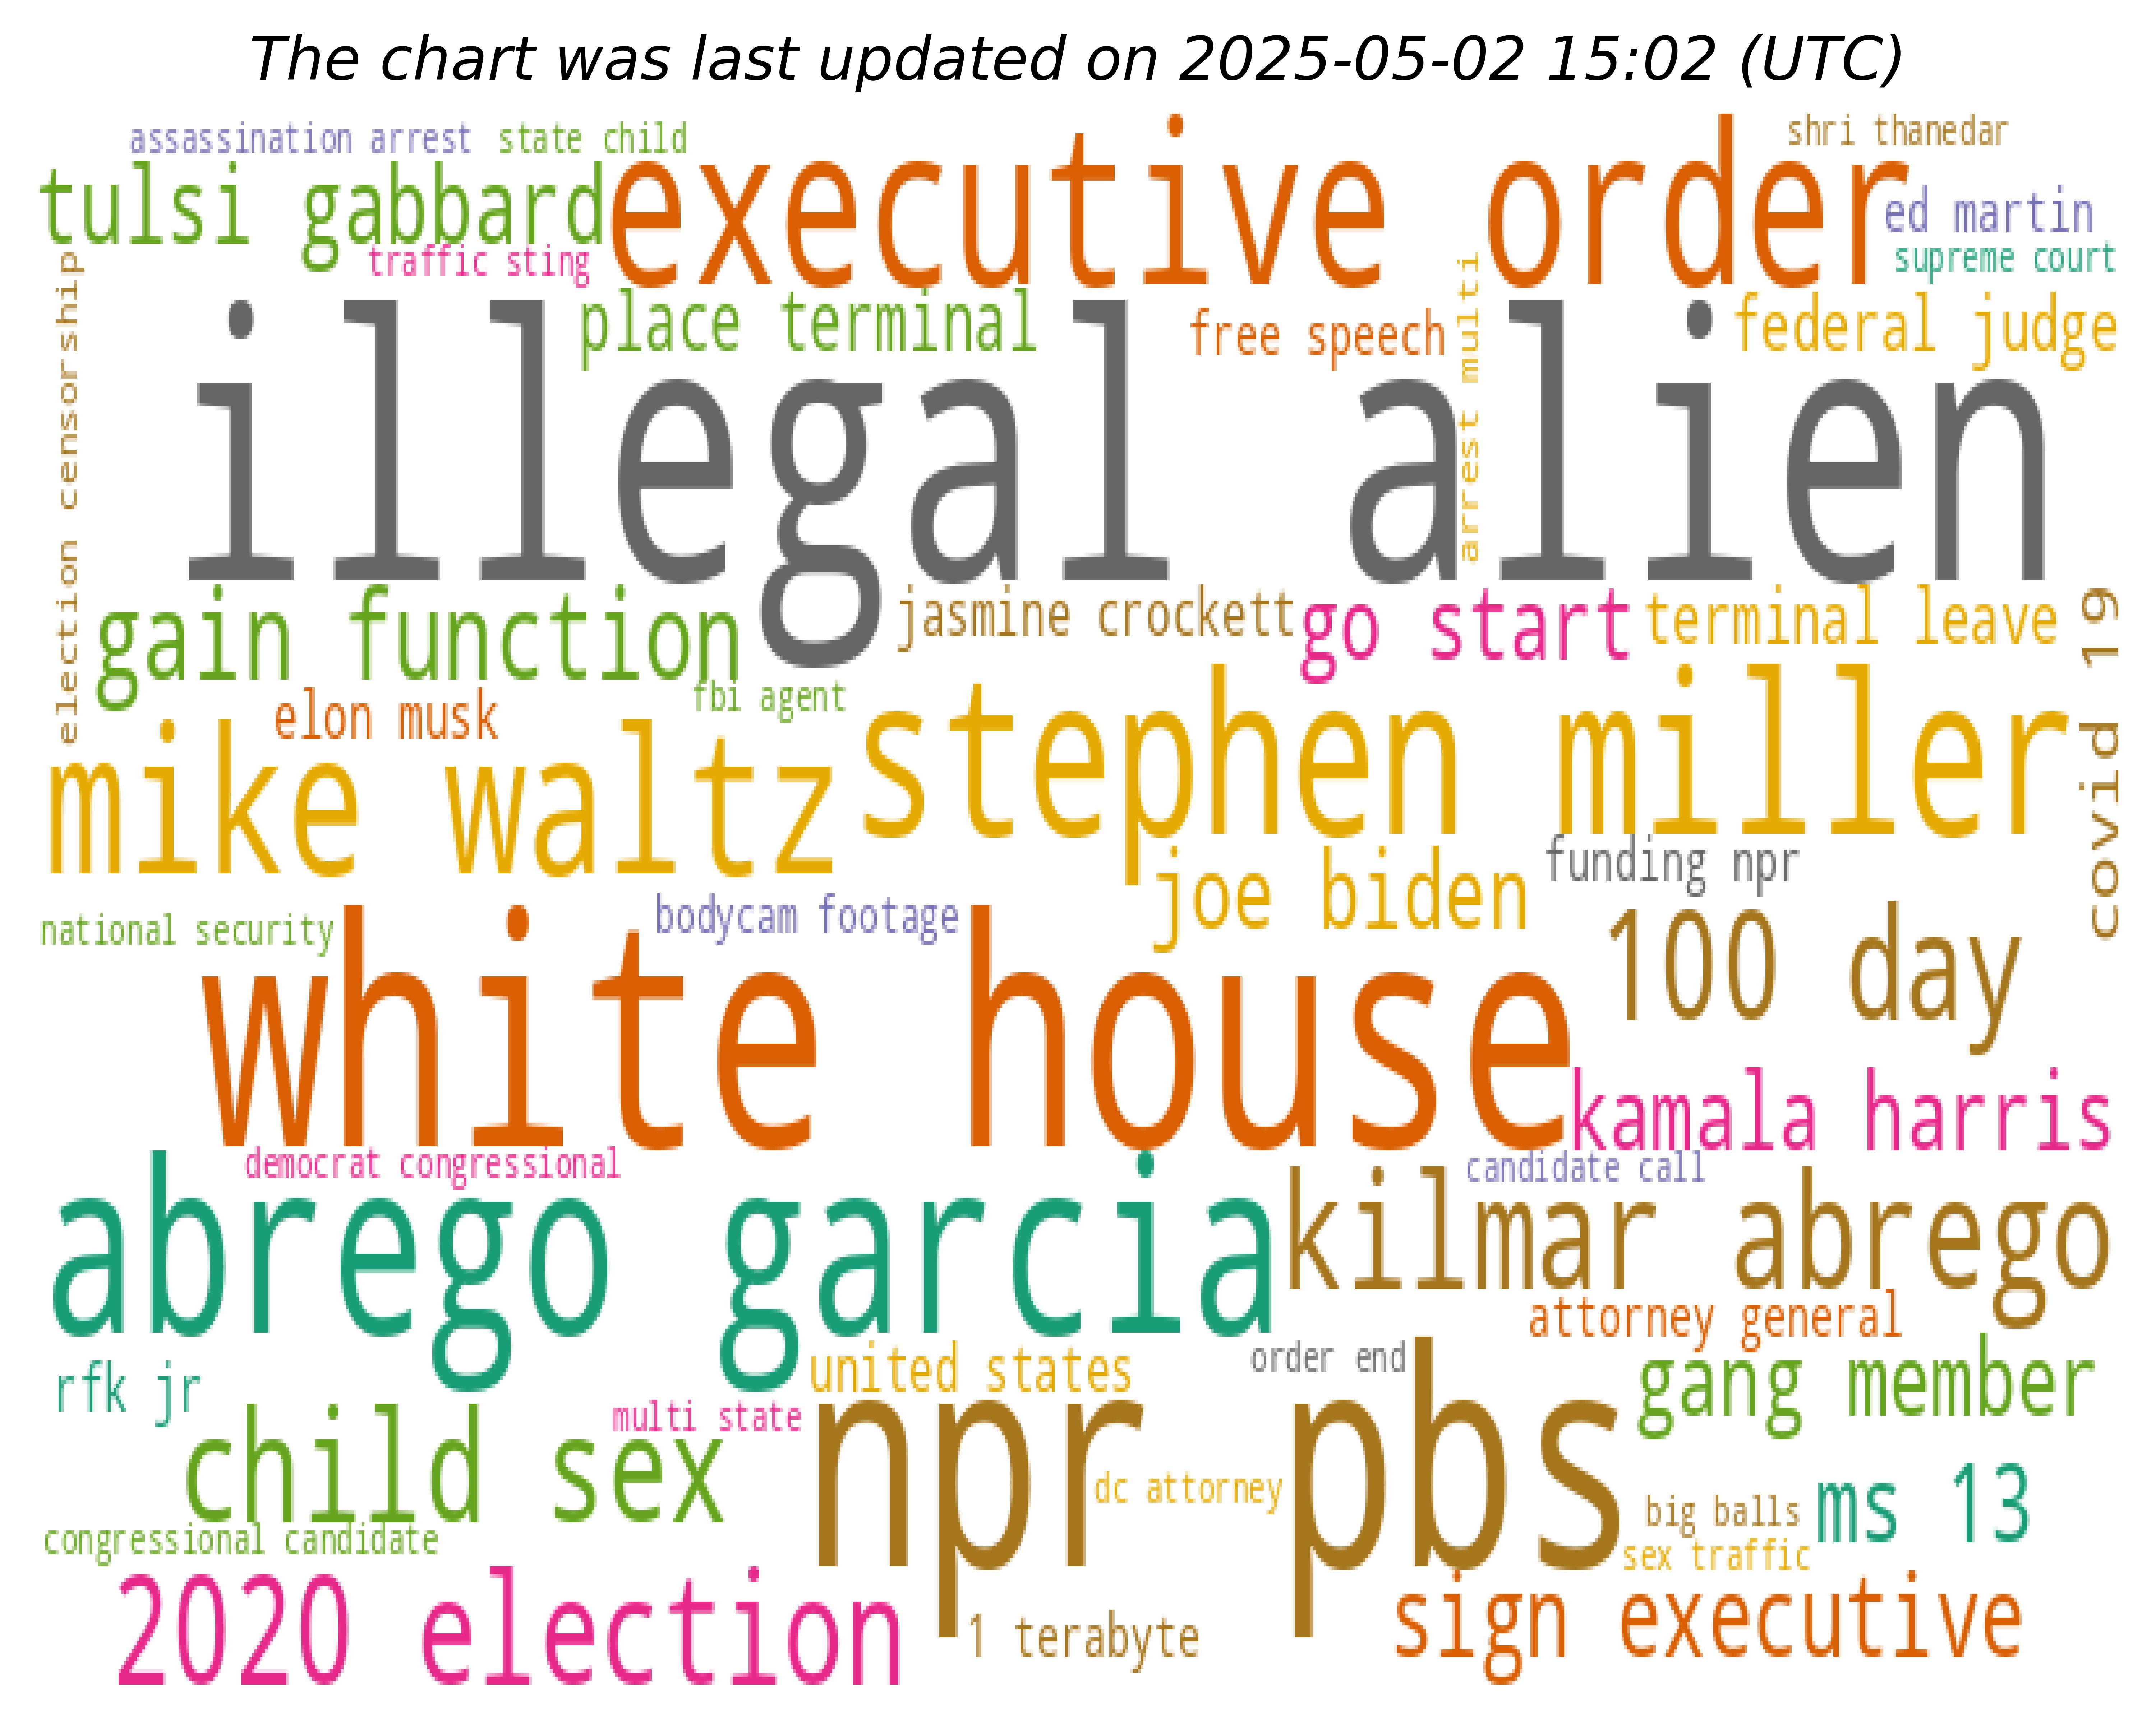 The chart was last updated on 2025-05-02 15:02 (UTC)
assassination arrest
state child
shri thanedar
tulsi gabbard
executive order
ed martin
traffic sting
supreme court
election censorship
place terminal
free speech
arrest multi
federal judge
illegal alien
gain function
jasmine crockett
go start
terminal leave
covid 19
elon musk
fbi agent
stephen miller
mike waltz
joe biden
funding npr
national security
bodycam footage
100 day
white house
kamala harris
democrat congressional
candidate call
abrego garcia
kilmar abrego
attorney general
rfk jr
united states
order end
gang member
multi state
child sex
npr pbs
dc attorney
big balls
ms 13
congressional candidate
sex traffic
2020 election
1 terabyte
sign executive